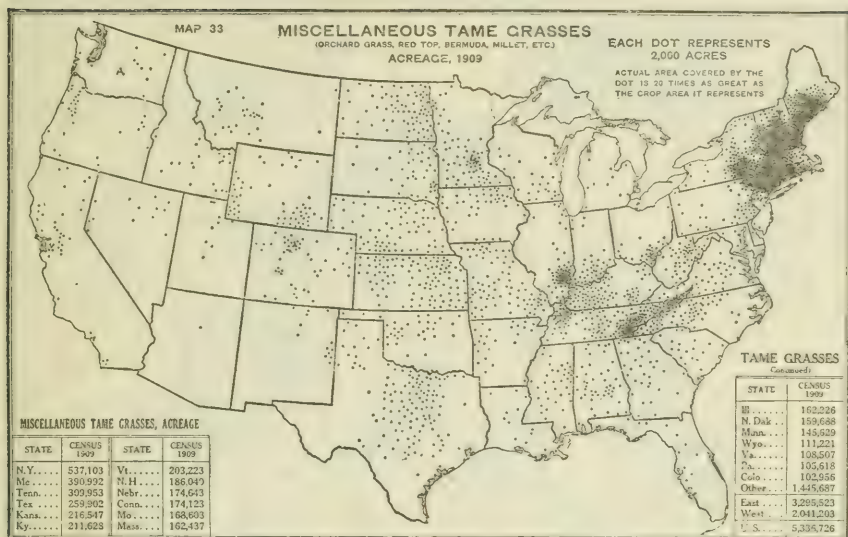 MAP 33
MISCELLANEOUS TAME GRASSES
(ORCHARD GRASS, RED TOP, BERMUDA, MILLET, ETC.)
ACREAGE, 1909
EACH DOT REPRESENTS
2,000 ACRES
ACTUAL AREA COVERED BY THE
DOT IS 20 TIMES AS GREAT AS
THE CROP AREA IT REPRESENTS
MISCELLANEOUS TAME GRASSES, ACREAGE
STATE CENSUS 1909 STATE CENSUS 1909
N.Y..... 537,103 Vt...... 203,223
Me ..... 390,992 N.H.... 186,049
Tenn.... 309,953 Nebr.... 174,643
Tex .... 259,902 Conn.... 174,123
Kans.... 216,547 Mo..... 168,603
Ky...... 211,628 Mass.... 162,437
TAME GRASSES
(Continued)
STATE CENSUS 1909
Ill...... 162,226
N. Dak .. 159,688
Minn.... 145,629
Wyo.... 111,221
Va...... 108,507
Pa...... 105,618
Colo .... 102,956
Other... 1,445,687
East .... 3,295,523
West... 2,041,203
U. S..... 5,336,726